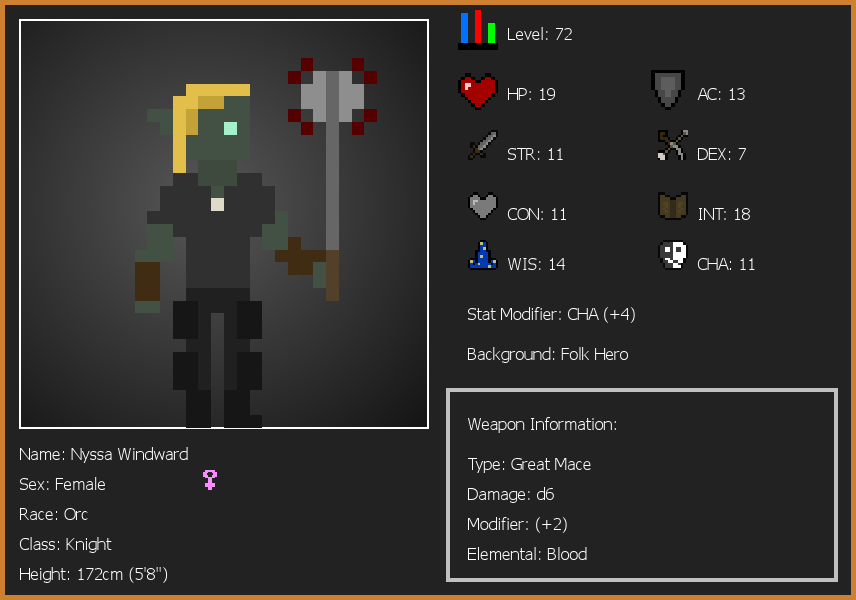 Level: 72
HP: 19
AC: 13
STR: 11
DEX: 7
CON: 11
INT: 18
WIS: 14
CHA: 11
Stat Modifier: CHA (+4)
Background: Folk Hero
Weapon Information:
Type: Great Mace
Damage: d6
Modifier: (+2)
Elemental: Blood
Name: Nyssa Windward
Sex: Female
Race: Orc
Class: Knight
Height: 172cm (5'8")